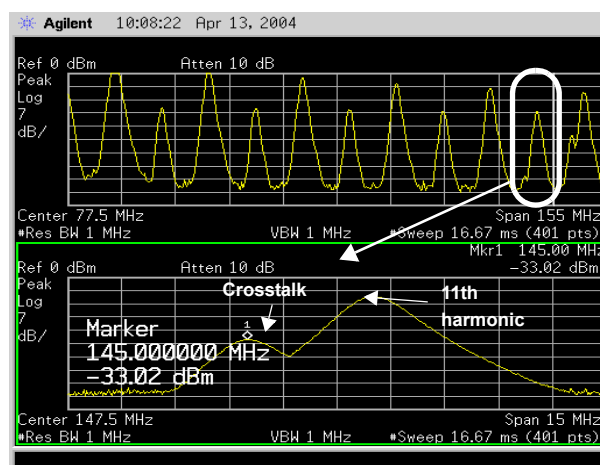 Agilent 10:08:22 Apr 13, 2004
Ref 0 dBm Atten 10 dB
Peak
Log
7
dB/
Center 77.5 MHz Span 155 MHz
#Res BW 1 MHz VBW 1 MHz #Sweep 16.67 ms (401 pts)
Mkr1 145.00 MHz
Ref 0 dBm Atten 10 dB -33.02 dBm
Peak
Log
7
dB/
Crosstalk
11th
harmonic
1
Marker
145.000000 MHz
-33.02 dBm
Center 147.5 MHz Span 15 MHz
#Res BW 1 MHz VBW 1 MHz #Sweep 16.67 ms (401 pts)